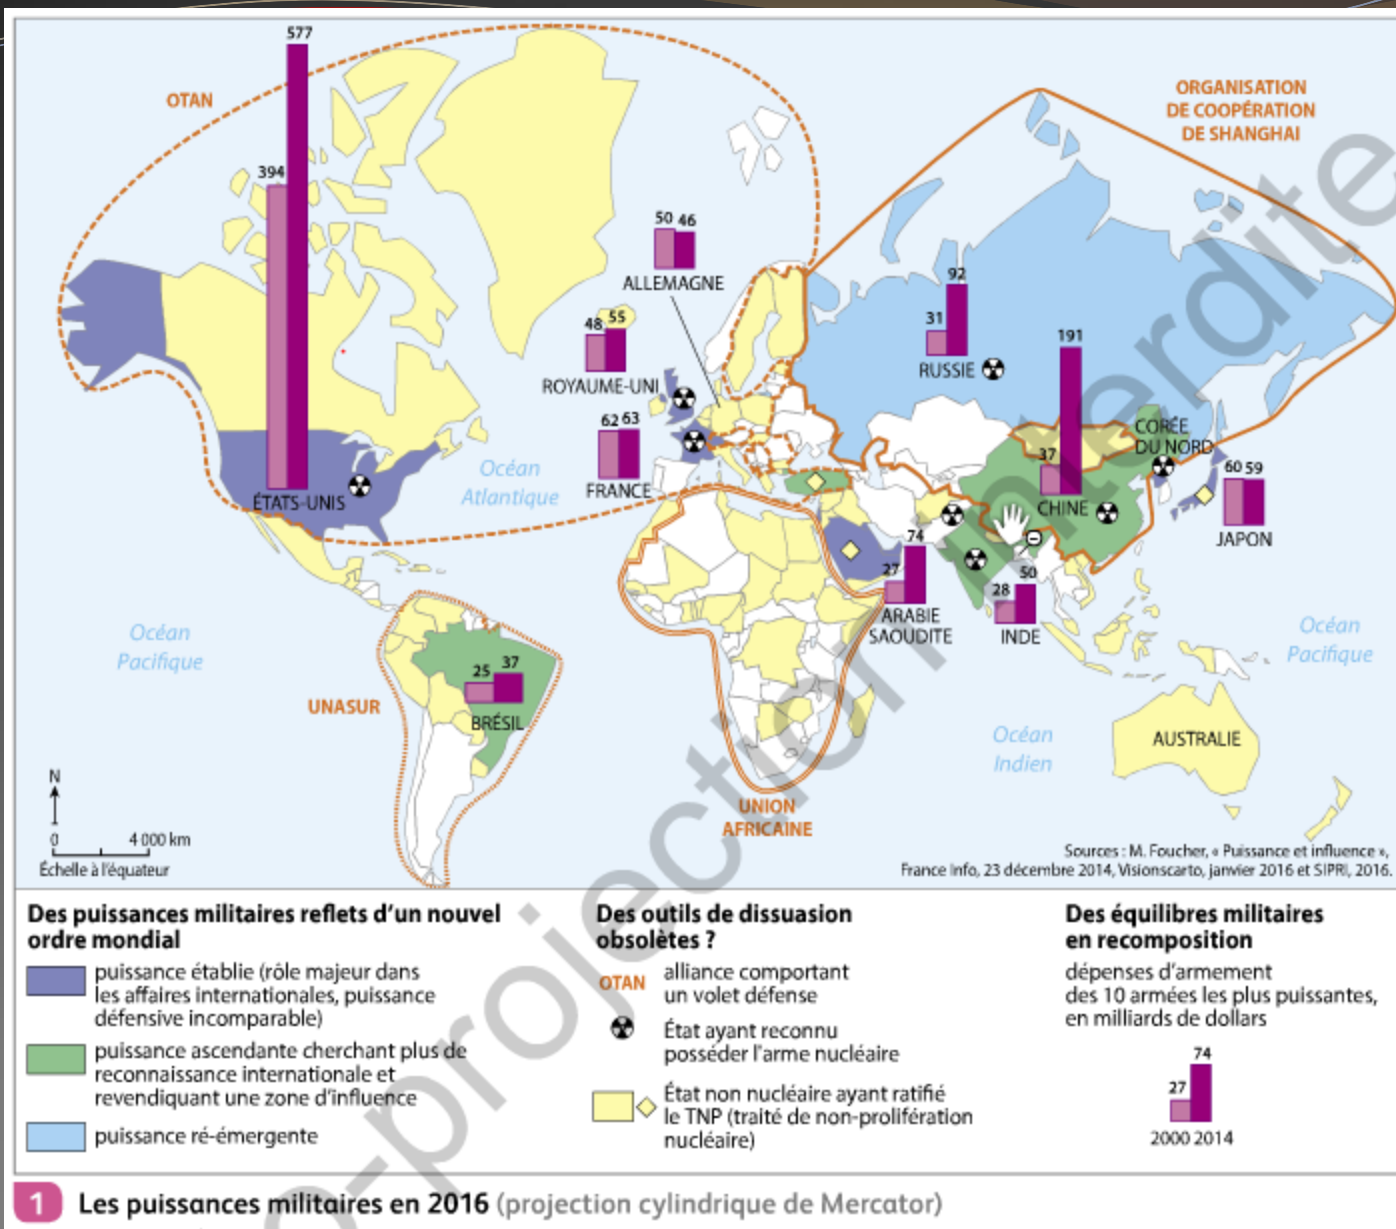 577
OTAN
ORGANISATION
DE COOPÉRATION
DE SHANGHAI
394
50 46
ALLEMAGNE
92
31
RUSSIE
48 55
ROYAUME-UNI
191
37
CHINE
CORÉE
DU NORD
62 63
FRANCE
Océan
Atlantique
ÉTATS-UNIS
60 59
JAPON
74
27
ARABIE
SAOUDITE
50
28
INDE
Océan
Pacifique
Océan
Pacifique
25 37
BRÉSIL
UNASUR
Océan
Indien
AUSTRALIE
UNION
AFRICAINE
N
0 4 000 km
Échelle à l'équateur
Sources : M. Foucher, « Puissance et influence »,
France Info, 23 décembre 2014, Visionscarto, janvier 2016 et SIPRI, 2016.
Des puissances militaires reflets d'un nouvel
ordre mondial
puissance établie (rôle majeur dans
les affaires internationales, puissance
défensive incomparable)
puissance ascendante cherchant plus de
reconnaissance internationale et
revendiquant une zone d'influence
puissance ré-émergente
Des outils de dissuasion
obsolètes ?
OTAN alliance comportant
un volet défense
État ayant reconnu
posséder l'arme nucléaire
État non nucléaire ayant ratifié
le TNP (traité de non-prolifération
nucléaire)
Des équilibres militaires
en recomposition
dépenses d'armement
des 10 armées les plus puissantes,
en milliards de dollars
74
27
2000 2014
1 Les puissances militaires en 2016 (projection cylindrique de Mercator)
o-projection interdite